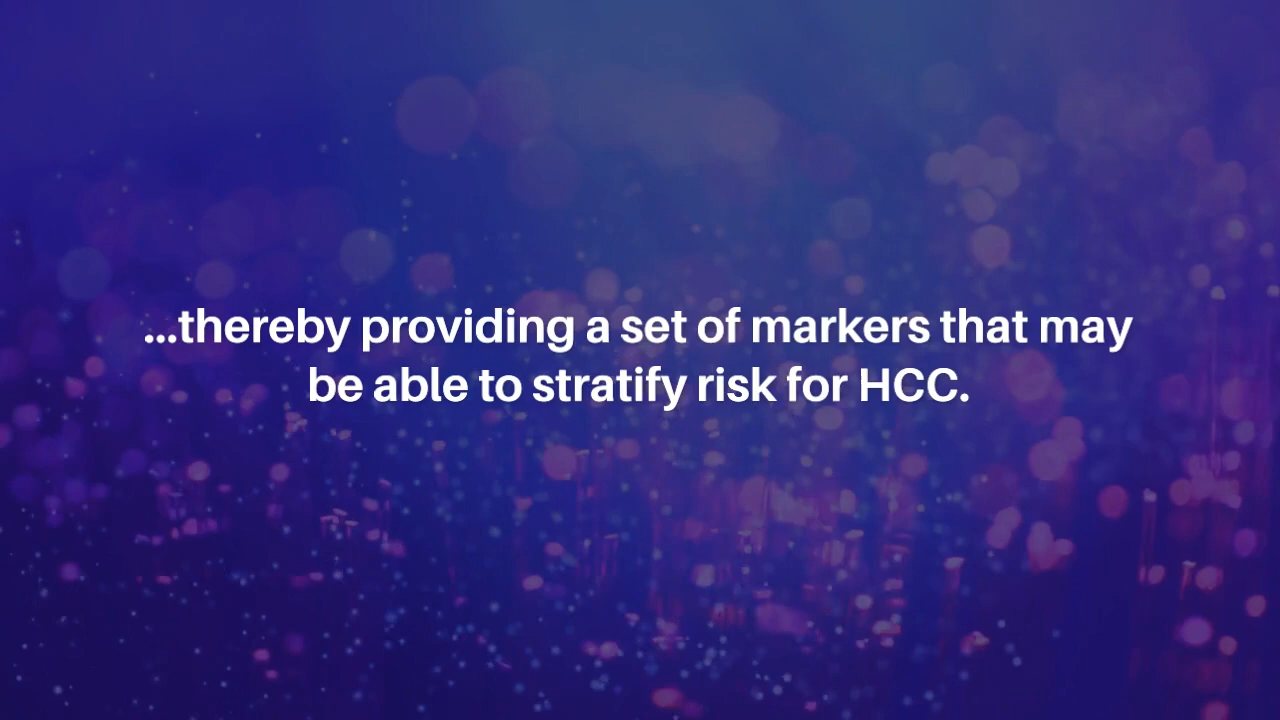 ...thereby providing a set of markers that may
be able to stratify risk for HCC.